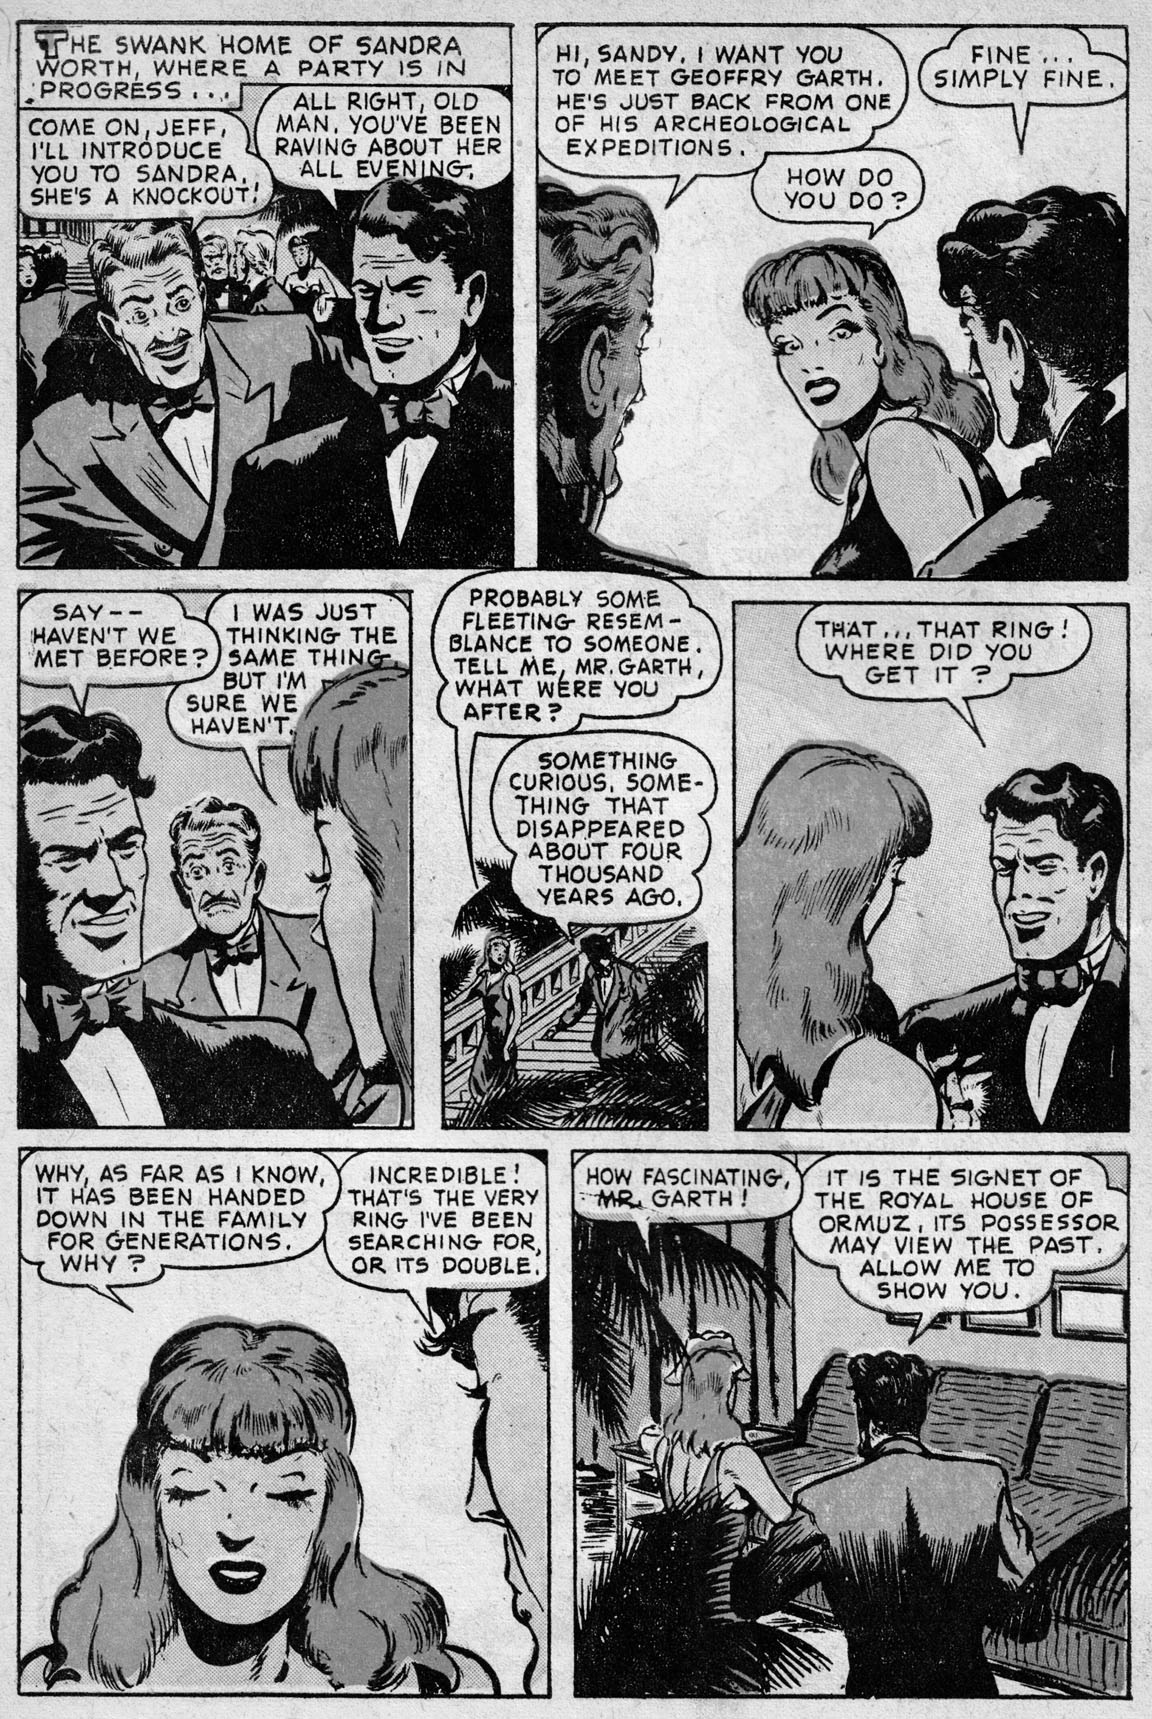 THE SWANK HOME OF SANDRA
WORTH, WHERE A PARTY IS IN
PROGRESS...
COME ON, JEFF,
I'LL INTRODUCE
YOU TO SANDRA.
SHE'S A KNOCKOUT!
ALL RIGHT, OLD
MAN. YOU'VE BEEN
RAVING ABOUT HER
ALL EVENING.
HI, SANDY. I WANT YOU
TO MEET GEOFFRY GARTH.
HE'S JUST BACK FROM ONE
OF HIS ARCHEOLOGICAL
EXPEDITIONS.
HOW DO
YOU DO?
FINE...
SIMPLY FINE.
SAY--
HAVEN'T WE
MET BEFORE?
I WAS JUST
THINKING THE
SAME THING
BUT I'M
SURE WE
HAVEN'T.
PROBABLY SOME
FLEETING RESEM-
BLANCE TO SOMEONE.
TELL ME, MR. GARTH,
WHAT WERE YOU
AFTER?
SOMETHING
CURIOUS, SOME-
THING THAT
DISAPPEARED
ABOUT FOUR
THOUSAND
YEARS AGO.
THAT... THAT RING!
WHERE DID YOU
GET IT?
WHY, AS FAR AS I KNOW,
IT HAS BEEN HANDED
DOWN IN THE FAMILY
FOR GENERATIONS.
WHY?
INCREDIBLE!
THAT'S THE VERY
RING I'VE BEEN
SEARCHING FOR,
OR ITS DOUBLE.
HOW FASCINATING,
MR. GARTH!
IT IS THE SIGNET OF
THE ROYAL HOUSE OF
ORMUZ, ITS POSSESSOR
MAY VIEW THE PAST.
ALLOW ME TO
SHOW YOU.